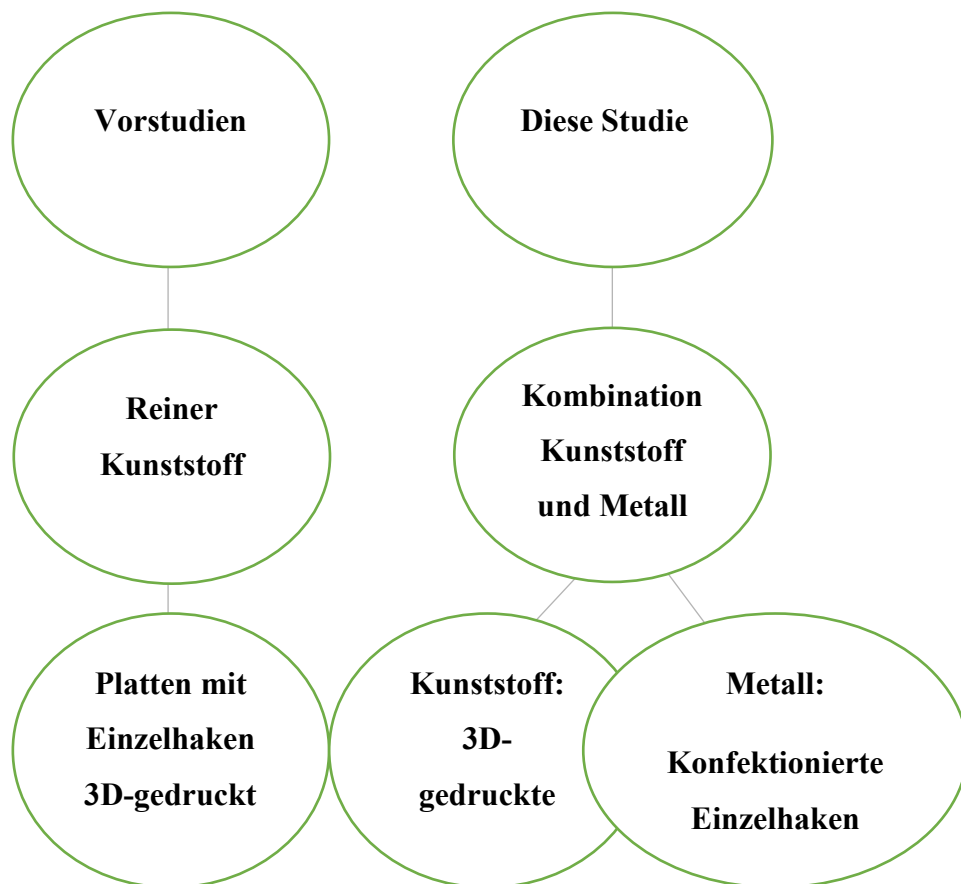 Vorstudien
Diese Studie
Reiner
Kunststoff
Kombination
Kunststoff
und Metall
Platten mit
Einzelhaken
3D-gedruckt
Kunststoff:
3D-
gedruckte
Metall:
Konfektionierte
Einzelhaken